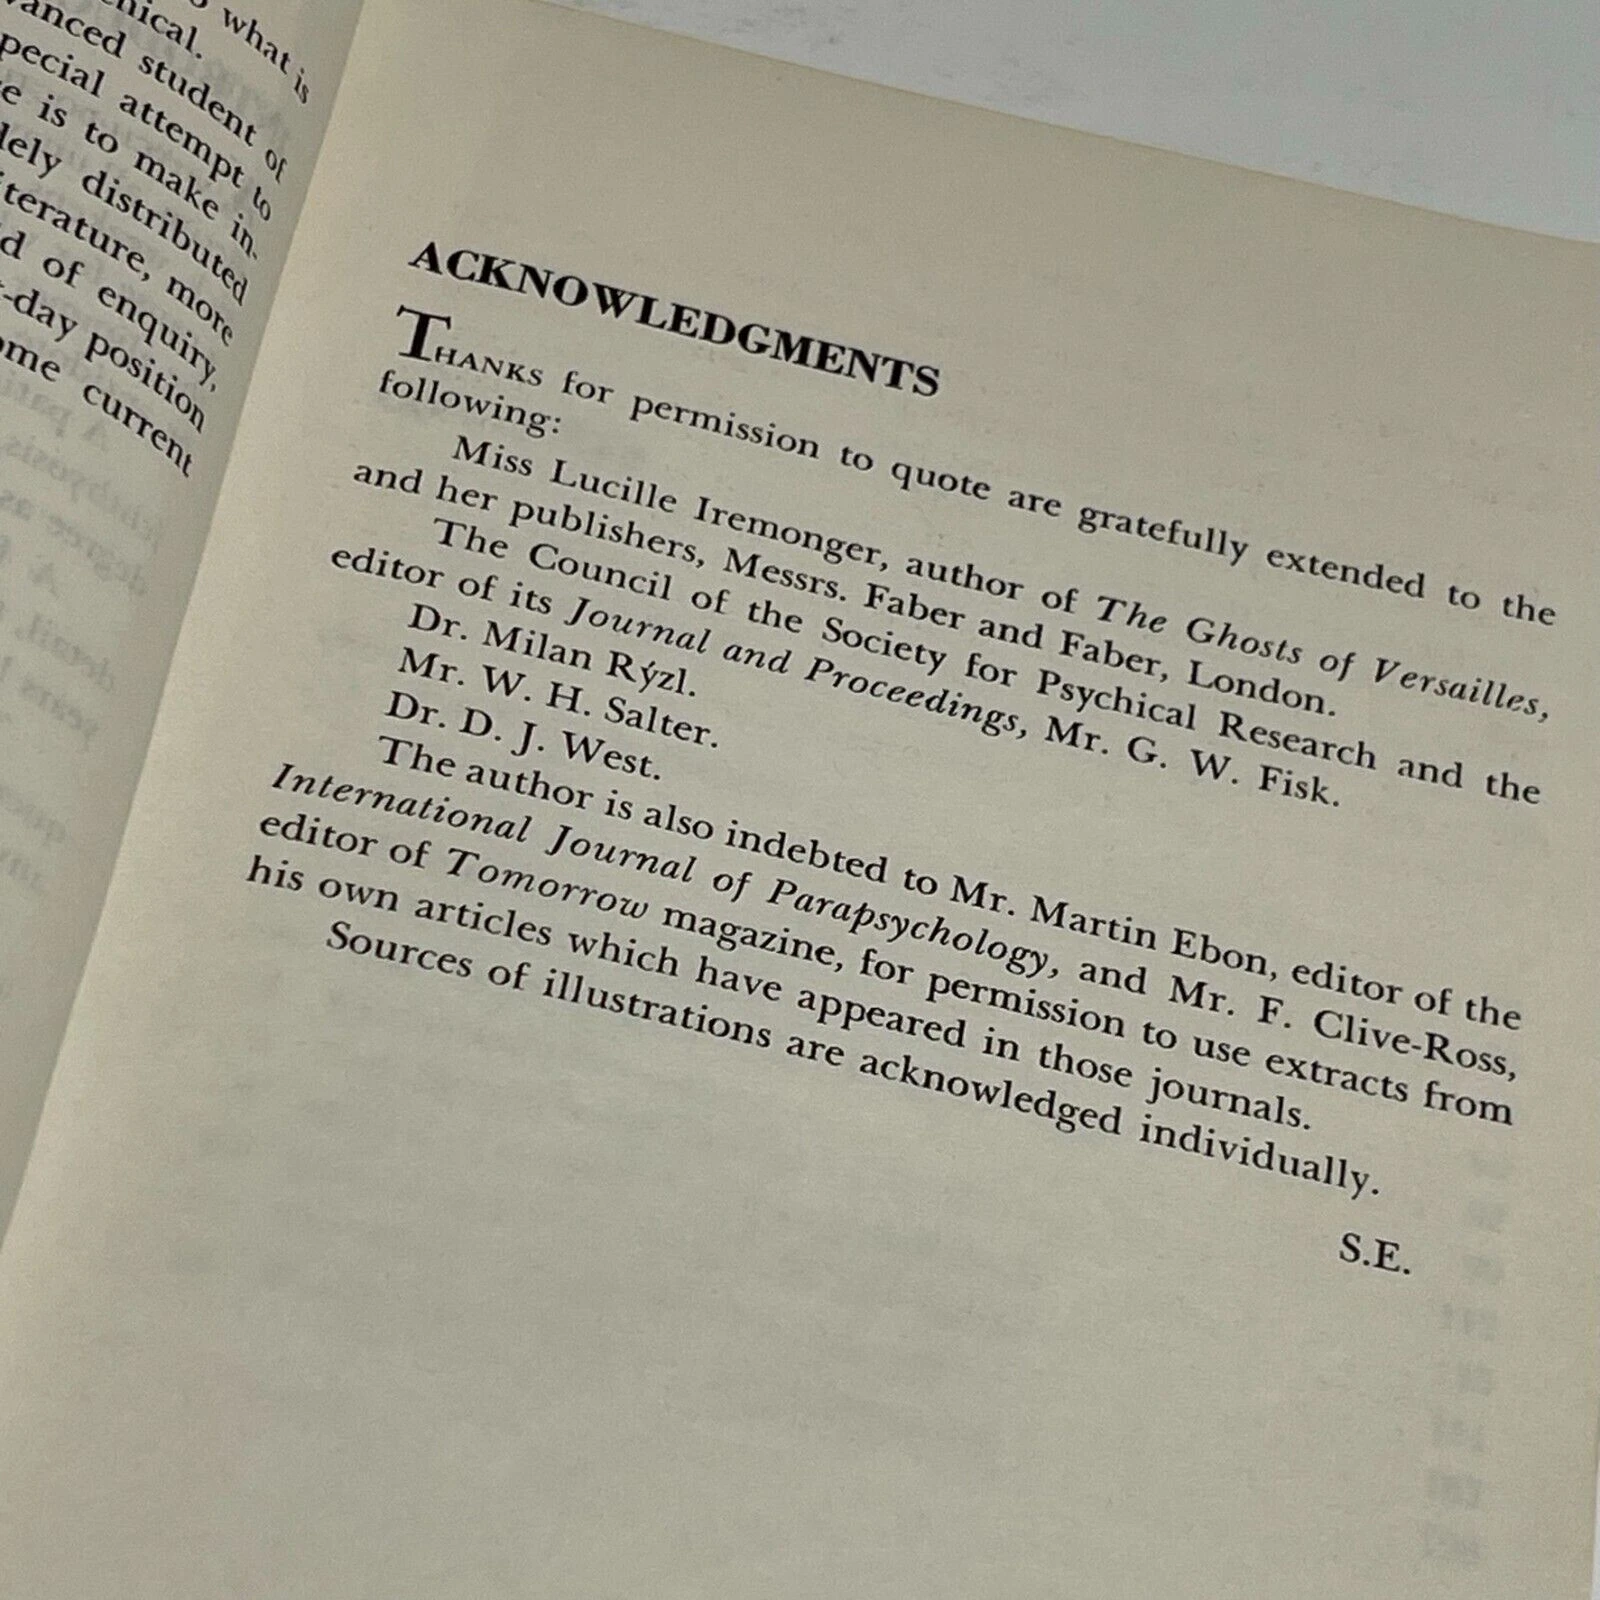 what is
nical.
student of
special attempt to
is to make in-
distributed
literature, more
of enquiry,
-day position
current
ACKNOWLEDGMENTS
THANKS for permission to quote are gratefully extended to the
following:
Miss Lucille Iremonger, author of The Ghosts of Versailles,
and her publishers, Messrs. Faber and Faber, London.
The Council of the Society for Psychical Research and the
editor of its Journal and Proceedings, Mr. G. W. Fisk.
Dr. Milan Rýzl.
Mr. W. H. Salter.
Dr. D. J. West.
The author is also indebted to Mr. Martin Ebon, editor of the
International Journal of Parapsychology, and Mr. F. Clive-Ross,
editor of Tomorrow magazine, for permission to use extracts from
his own articles which have appeared in those journals.
Sources of illustrations are acknowledged individually.
S.E.